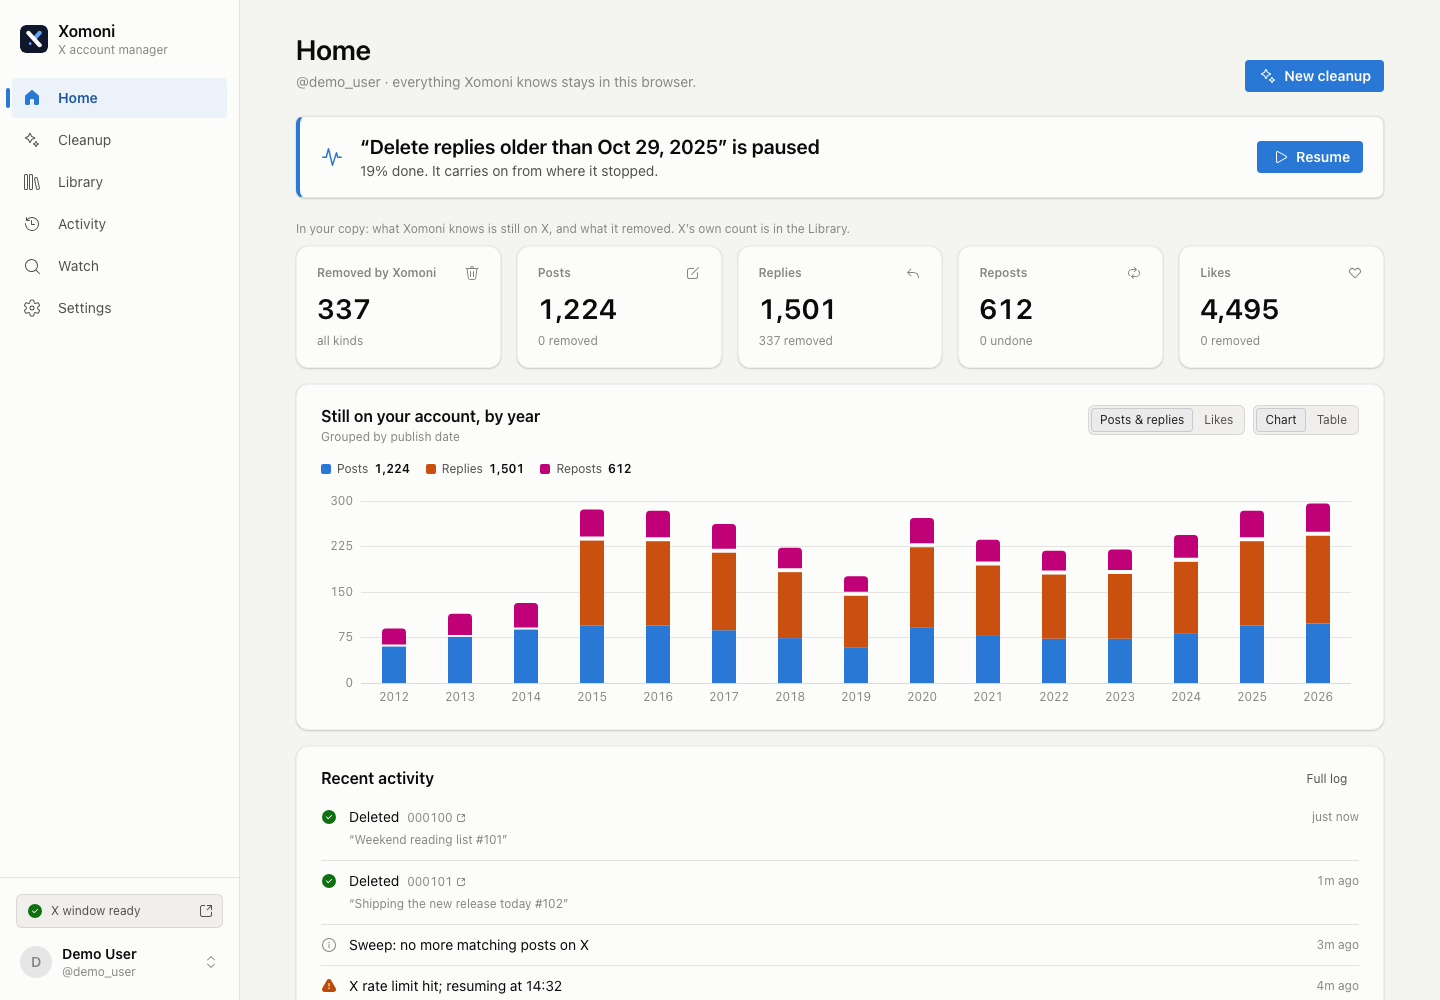 Xomoni
X account manager
Home
Cleanup
Library
Activity
Watch
Settings
X window ready
D
Demo User
@demo_user
Home
@demo_user · everything Xomoni knows stays in this browser.
New cleanup
“Delete replies older than Oct 29, 2025” is paused
19% done. It carries on from where it stopped.
Resume
In your copy: what Xomoni knows is still on X, and what it removed. X's own count is in the Library.
Removed by Xomoni
337
all kinds
Posts
1,224
0 removed
Replies
1,501
337 removed
Reposts
612
0 undone
Likes
4,495
0 removed
Still on your account, by year
Grouped by publish date
Posts & replies Likes
Chart Table
Posts 1,224 Replies 1,501 Reposts 612
300
225
150
75
0
2012 2013 2014 2015 2016 2017 2018 2019 2020 2021 2022 2023 2024 2025 2026
Recent activity
Full log
Deleted 000100 just now
“Weekend reading list #101”
Deleted 000101 1m ago
“Shipping the new release today #102”
Sweep: no more matching posts on X 3m ago
X rate limit hit; resuming at 14:32 4m ago